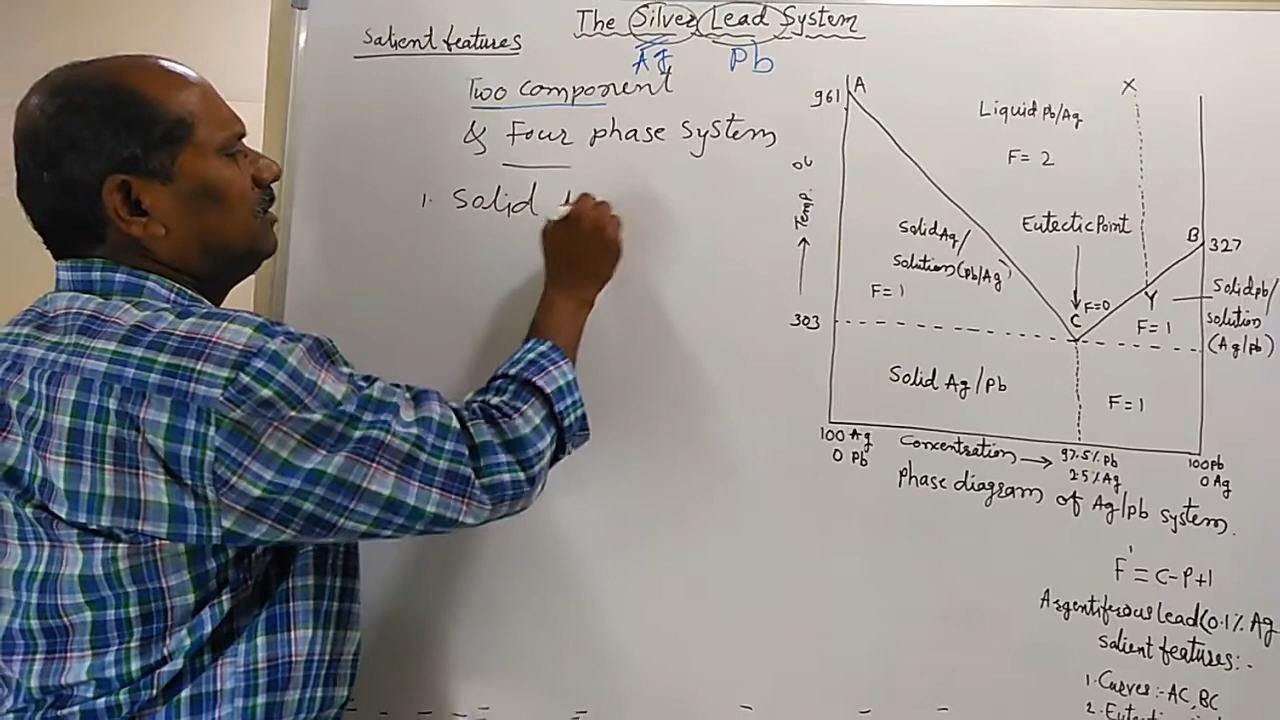 The Silver Lead System
Ag Pb
Salient features
Two component
& Four phase system
1. Solid
A
961
Temp. °C
303
Liquid Pb/Ag
F = 2
X
Eutectic Point
Solid Ag/
Solution (Pb/Ag)
F = 1
B
327
C
F=0
Y
F = 1
Solid pb/
solution
(Ag/pb)
Solid Ag/Pb
F=1
100 Ag
0 Pb
Concentration
97.5% Pb
2.5% Ag
100 Pb
0 Ag
Phase diagram of Ag/pb system.
F' = C-P+1
Argentiferous lead (0.1% Ag
Salient features:-
1. Curves :- AC, BC